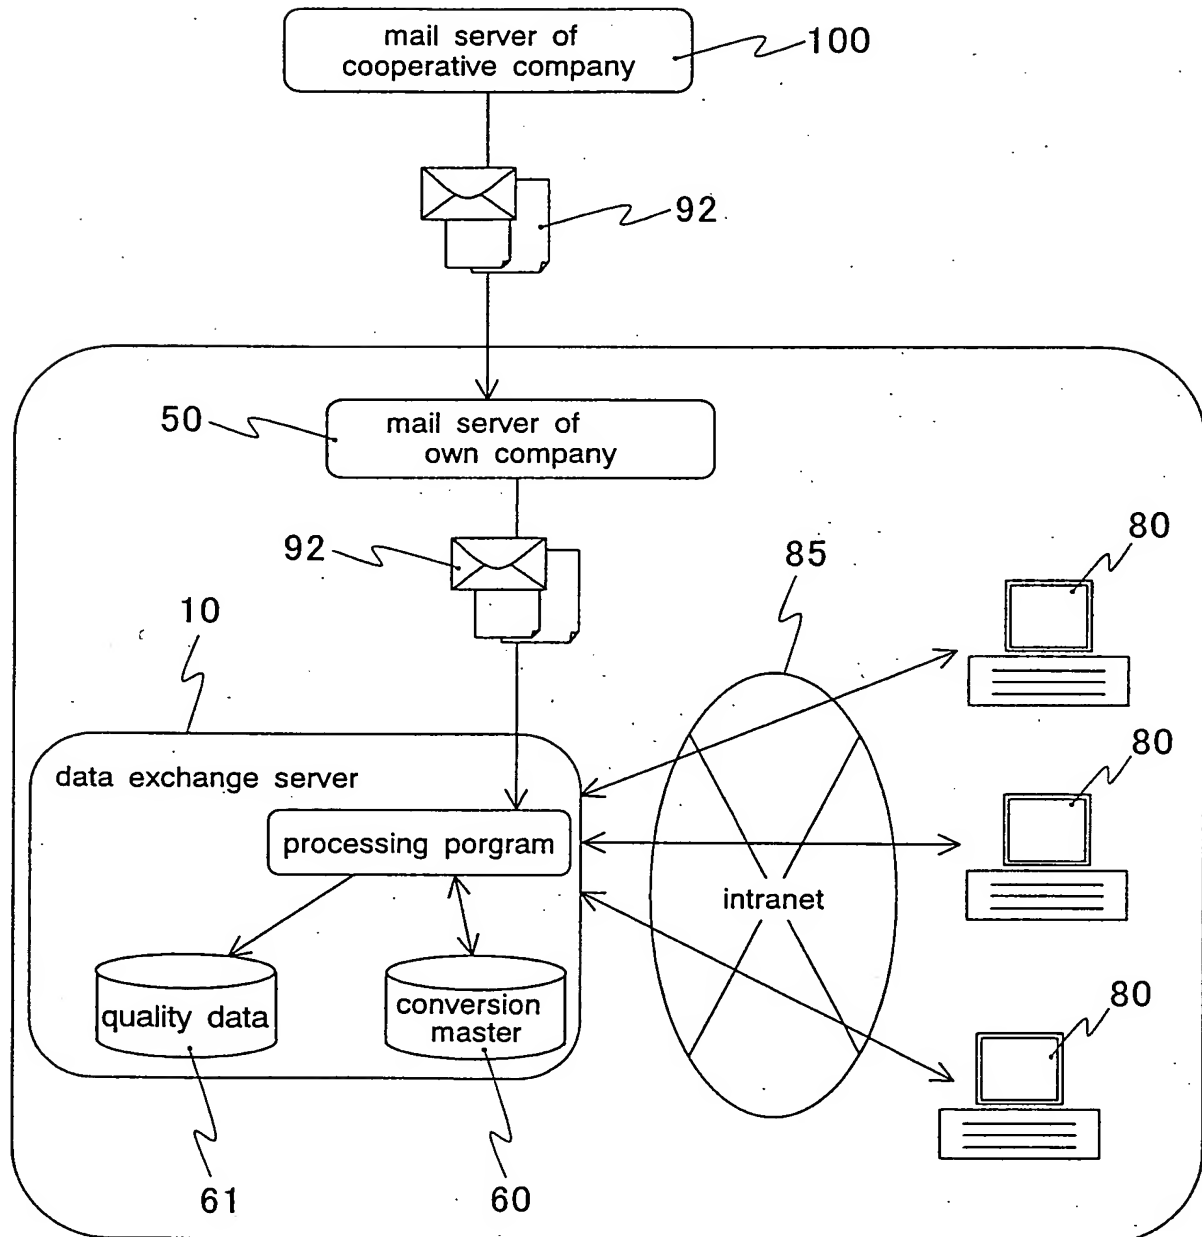 mail server of
cooperative company
100
92
50
mail server of
own company
92
85
80
10
data exchange server
80
processing porgram
intranet
quality data
conversion
master
80
61
60